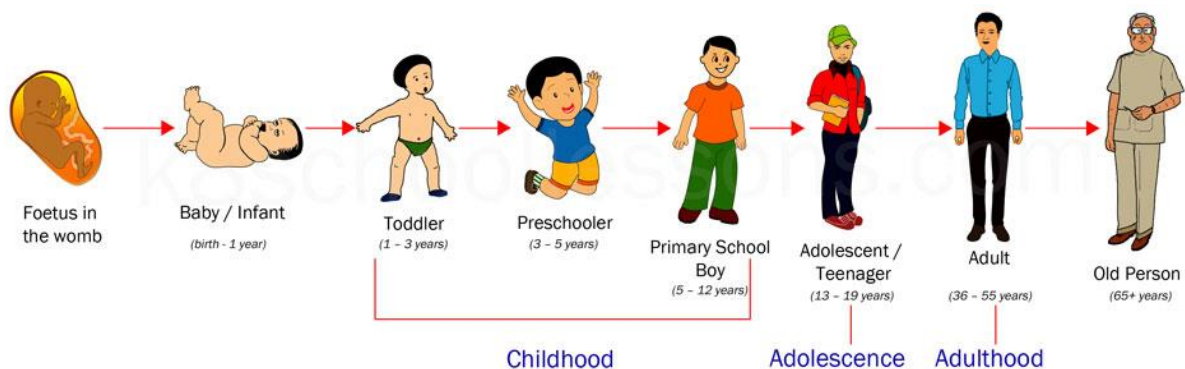 Foetus in
the womb
Baby / Infant
(birth - 1 year)
Toddler
(1 – 3 years)
Preschooler
(3 – 5 years)
Primary School
Boy
(5 – 12 years)
Adolescent /
Teenager
(13 – 19 years)
Adult
(36 – 55 years)
Old Person
(65+ years)
Childhood
Adolescence
Adulthood